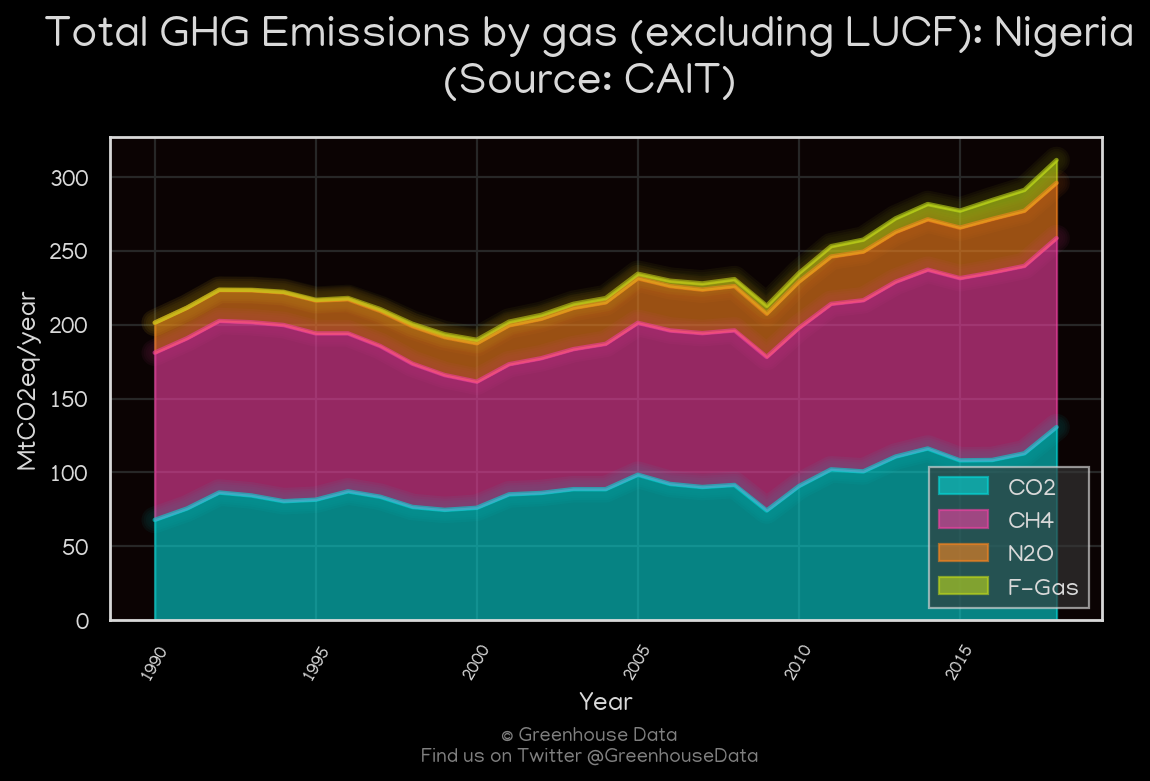 Total GHG Emissions by gas (excluding LUCF): Nigeria
(Source: CAIT)
MtCO2eq/year
300
250
200
150
100
50
0
CO2
CH4
N2O
F-Gas
1990
1995
2000
2005
2010
2015
Year
© Greenhouse Data
Find us on Twitter @GreenhouseData